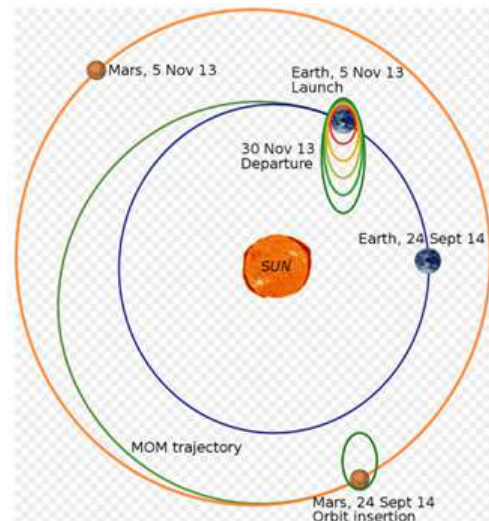 Mars, 5 Nov 13
Earth, 5 Nov 13
Launch
30 Nov 13
Departure
Earth, 24 Sept 14
SUN
MOM trajectory
Mars, 24 Sept 14
Orbit insertion